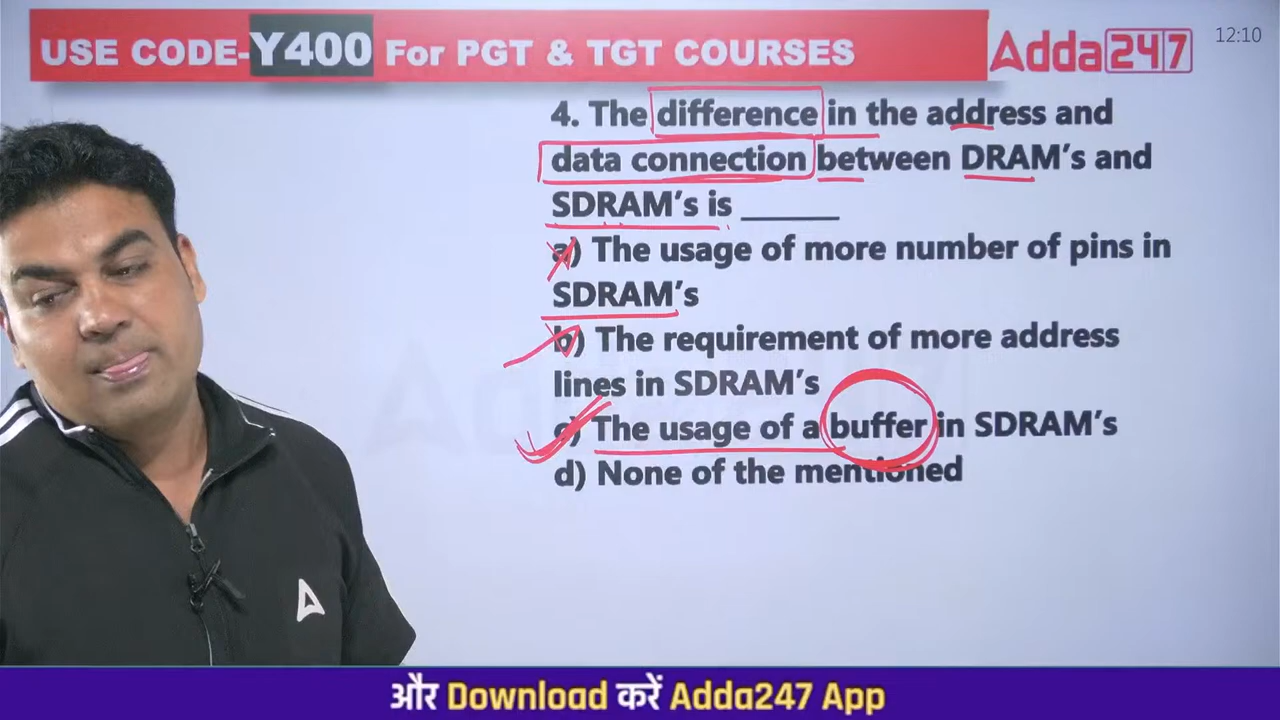 USE CODE-Y400 For PGT & TGT COURSES
Adda247
12:10
4. The difference in the address and
data connection between DRAM's and
SDRAM's is ______
a) The usage of more number of pins in
SDRAM's
b) The requirement of more address
lines in SDRAM's
c) The usage of a buffer in SDRAM's
d) None of the mentioned
और Download करें Adda247 App